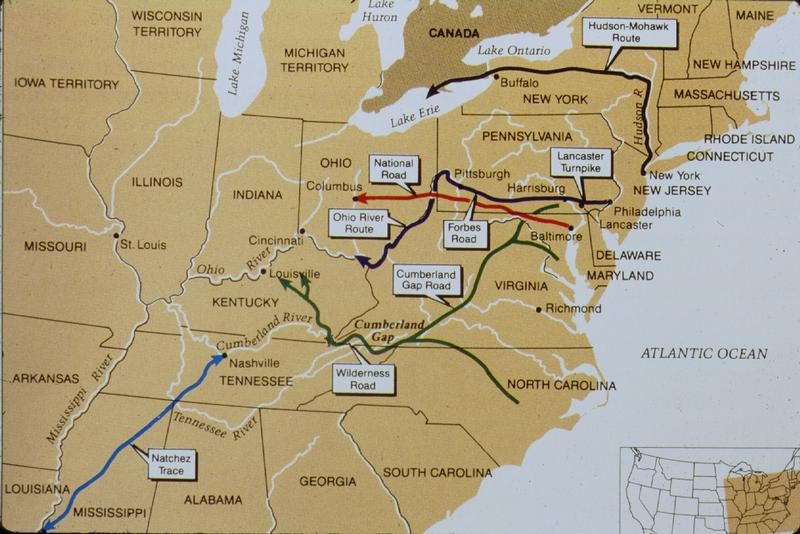 WISCONSIN
TERRITORY
Lake Michigan
Lake
Huron
CANADA
VERMONT
MAINE
Hudson-Mohawk
Route
Lake Ontario
MICHIGAN
TERRITORY
NEW HAMPSHIRE
IOWA TERRITORY
Buffalo
NEW YORK
MASSACHUSETTS
Lake Erie
Hudson R
PENNSYLVANIA
RHODE ISLAND
CONNECTICUT
OHIO
National
Road
Lancaster
Turnpike
New York
NEW JERSEY
ILLINOIS
INDIANA
Columbus
Pittsburgh
Harrisburg
Philadelphia
Lancaster
Ohio River
Route
Forbes
Road
Baltimore
MISSOURI
St. Louis
Cincinnati
DELAWARE
MARYLAND
Ohio River
Louisville
Cumberland
Gap Road
VIRGINIA
KENTUCKY
Richmond
Cumberland River
Cumberland
Gap
ATLANTIC OCEAN
Nashville
TENNESSEE
Wilderness
Road
NORTH CAROLINA
ARKANSAS
Mississippi River
Tennessee River
Natchez
Trace
SOUTH CAROLINA
GEORGIA
LOUISIANA
MISSISSIPPI
ALABAMA